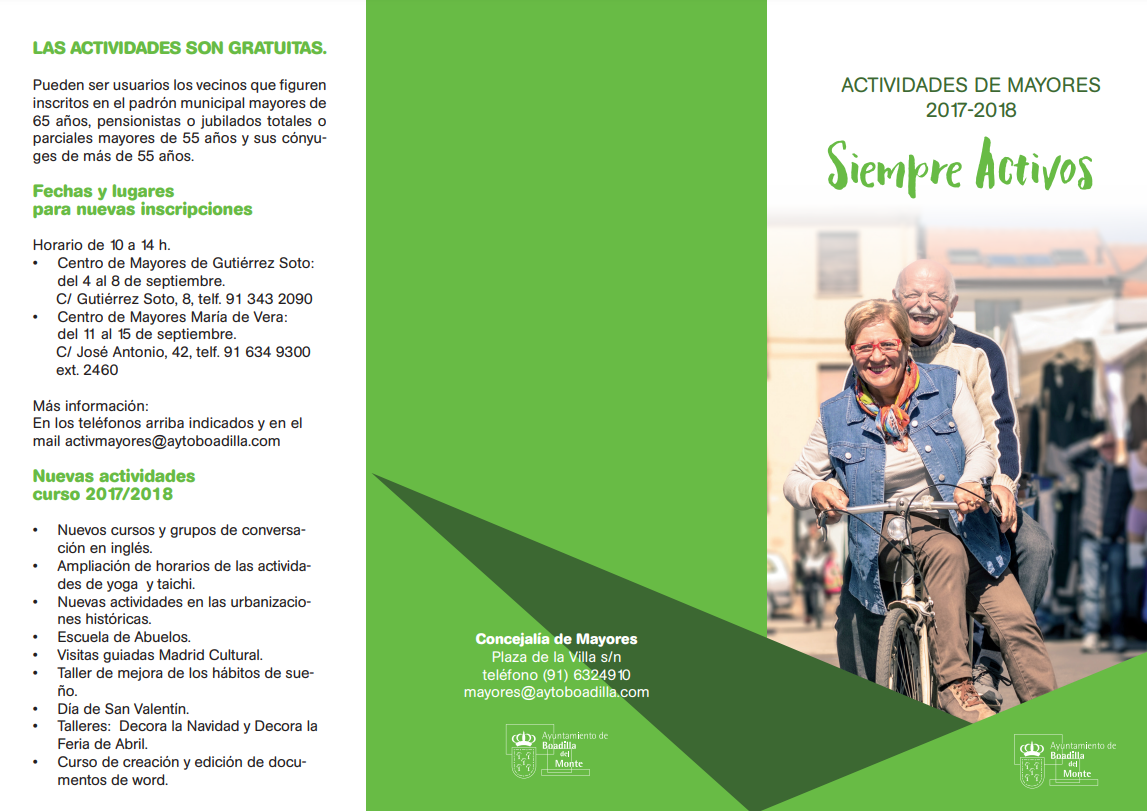 LAS ACTIVIDADES SON GRATUITAS.
Pueden ser usuarios los vecinos que figuren
inscritos en el padrón municipal mayores de
65 años, pensionistas o jubilados totales o
parciales mayores de 55 años y sus cónyu-
ges de más de 55 años.
Fechas y lugares
para nuevas inscripciones
Horario de 10 a 14 h.
• Centro de Mayores de Gutiérrez Soto:
del 4 al 8 de septiembre.
C/ Gutiérrez Soto, 8, telf. 91 343 2090
• Centro de Mayores María de Vera:
del 11 al 15 de septiembre.
C/ José Antonio, 42, telf. 91 634 9300
ext. 2460
Más información:
En los teléfonos arriba indicados y en el
mail activmayores@aytoboadilla.com
Nuevas actividades
curso 2017/2018
• Nuevos cursos y grupos de conversa-
ción en inglés.
• Ampliación de horarios de las activida-
des de yoga y taichi.
• Nuevas actividades en las urbanizacio-
nes históricas.
• Escuela de Abuelos.
• Visitas guiadas Madrid Cultural.
• Taller de mejora de los hábitos de sue-
ño.
• Día de San Valentín.
• Talleres: Decora la Navidad y Decora la
Feria de Abril.
• Curso de creación y edición de docu-
mentos de word.
Concejalía de Mayores
Plaza de la Villa s/n
teléfono (91) 6324910
mayores@aytoboadilla.com
Ayuntamiento de
Boadilla
del
Monte
ACTIVIDADES DE MAYORES
2017-2018
Siempre Activos
Ayuntamiento de
Boadilla
del
Monte